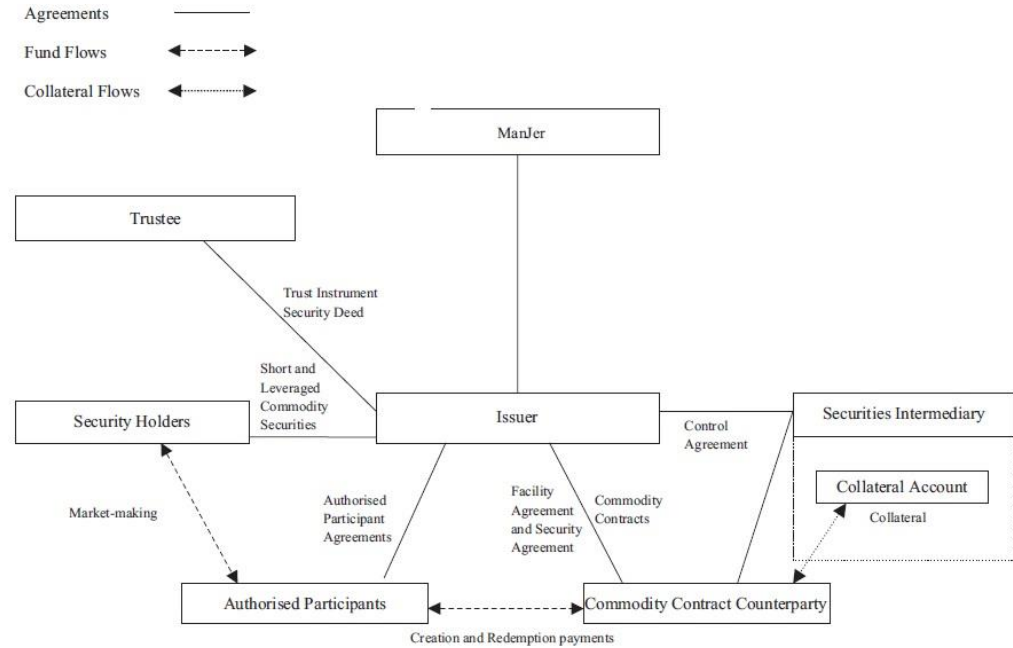 Agreements
Fund Flows
Collateral Flows
ManJer
Trustee
Trust Instrument
Security Deed
Short and
Leveraged
Commodity
Securities
Security Holders
Issuer
Securities Intermediary
Control
Agreement
Collateral Account
Collateral
Market-making
Authorised
Participant
Agreements
Facility
Agreement
and Security
Agreement
Commodity
Contracts
Authorised Participants
Commodity Contract Counterparty
Creation and Redemption payments